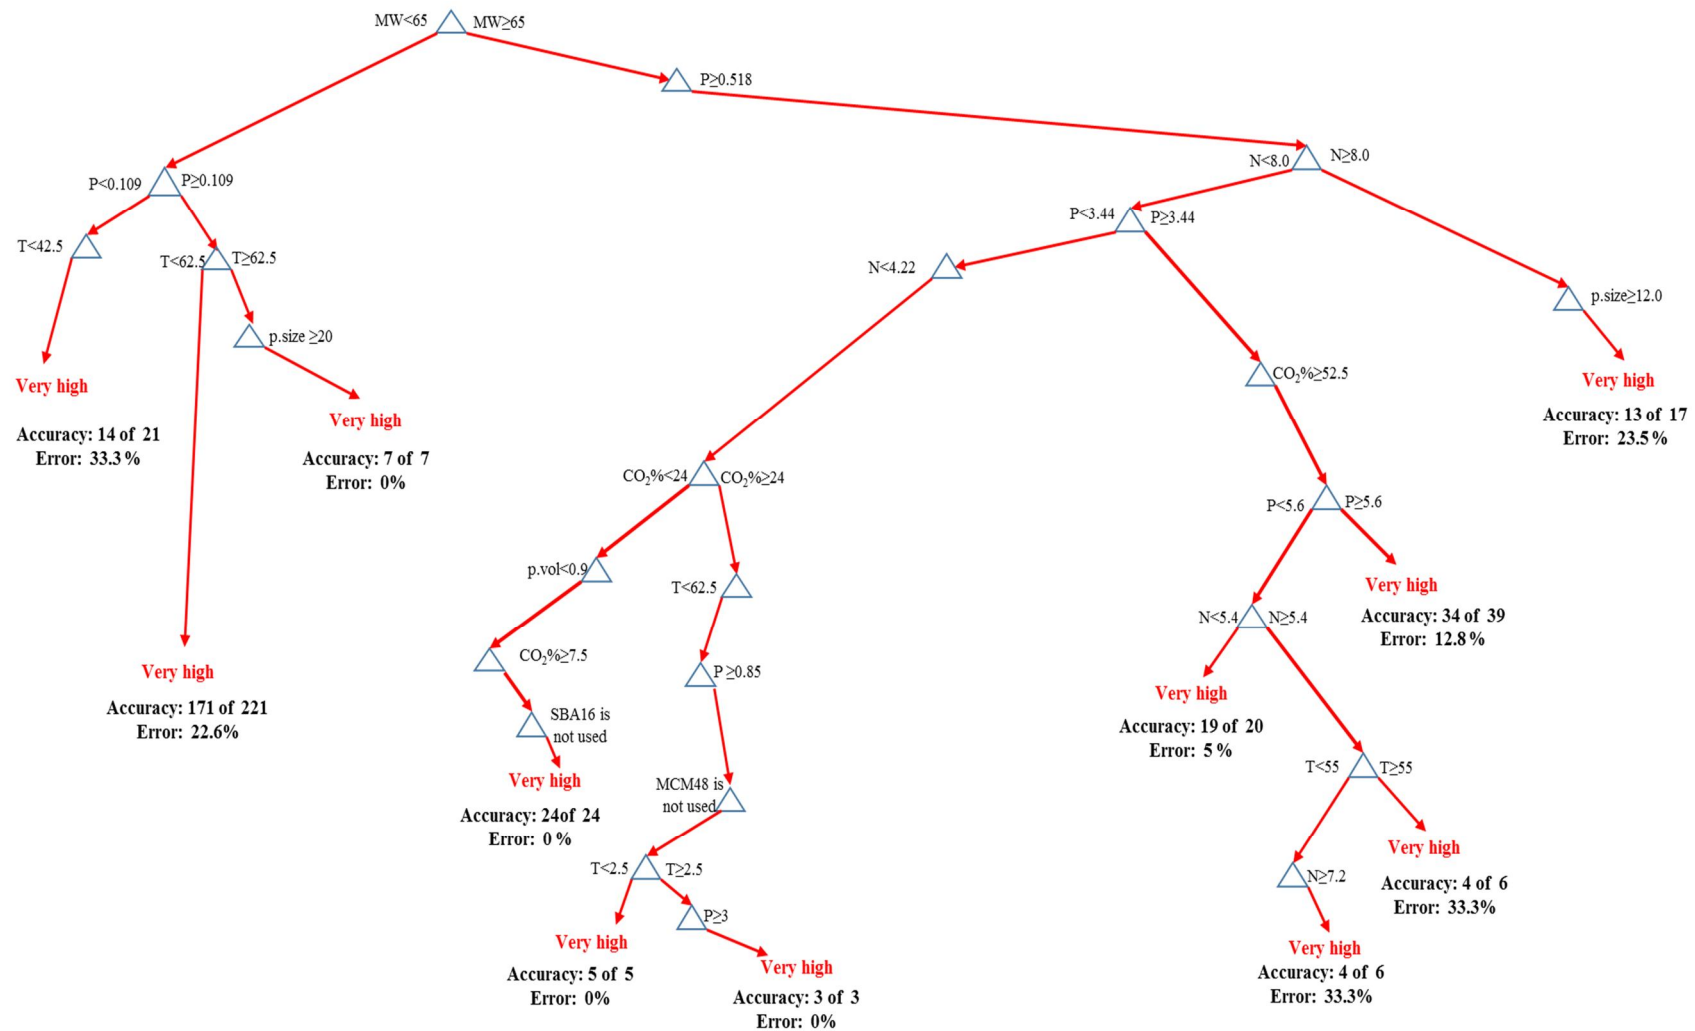 MW<65
MW≥65
P≥0.518
N<8.0
N≥8.0
P<0.109
P≥0.109
P<3.44
P≥3.44
T<42.5
T<62.5
T≥62.5
N<4.22
p.size≥12.0
p.size ≥20
CO₂%≥52.5
Very high
Accuracy: 14 of 21
Error: 33.3%
Very high
Accuracy: 7 of 7
Error: 0%
Very high
Accuracy: 13 of 17
Error: 23.5%
CO₂%<24
CO₂%≥24
P<5.6
P≥5.6
p.vol<0.9
T<62.5
Very high
Accuracy: 34 of 39
Error: 12.8%
N<5.4
N≥5.4
CO₂%≥7.5
P ≥0.85
Very high
Accuracy: 171 of 221
Error: 22.6%
Very high
Accuracy: 19 of 20
Error: 5 %
SBA16 is
not used
T<55
T≥55
Very high
Accuracy: 24of 24
Error: 0 %
MCM48 is
not used
Very high
Accuracy: 4 of 6
Error: 33.3%
T<2.5
T≥2.5
N≥7.2
P≥3
Very high
Accuracy: 5 of 5
Error: 0%
Very high
Accuracy: 3 of 3
Error: 0%
Very high
Accuracy: 4 of 6
Error: 33.3%